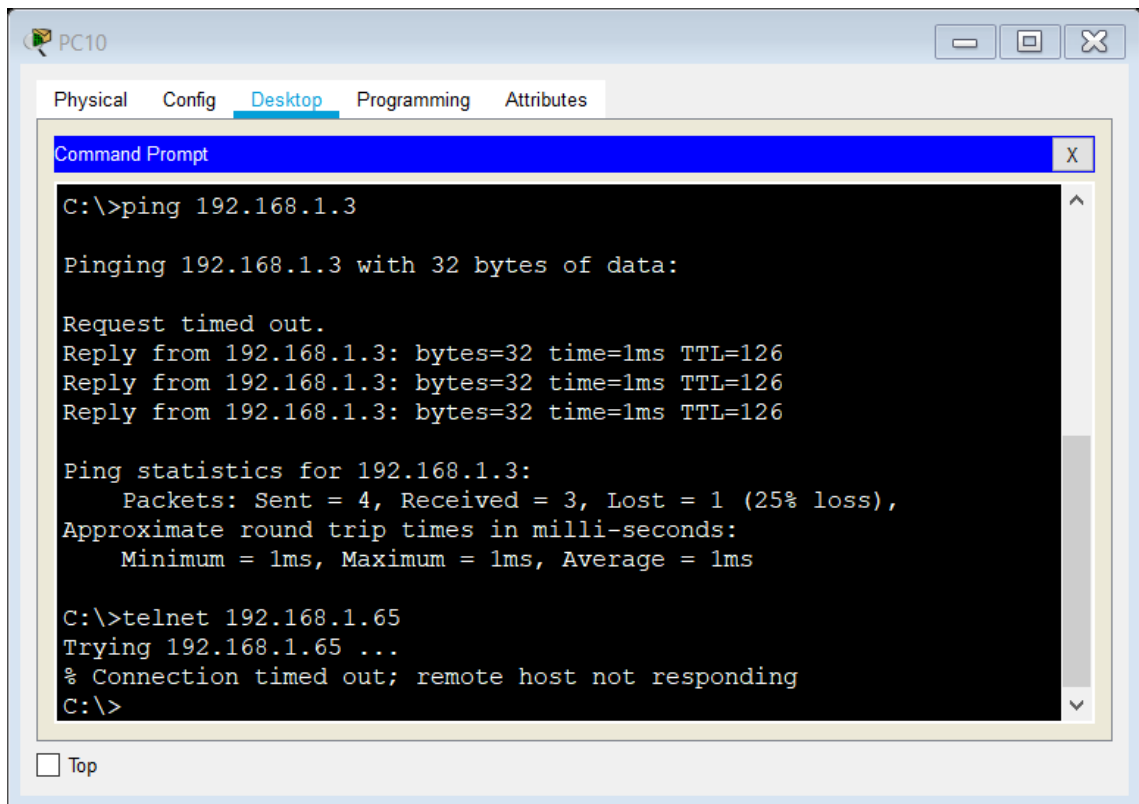 PC10
Physical Config Desktop Programming Attributes
Command Prompt X
C:\>ping 192.168.1.3
Pinging 192.168.1.3 with 32 bytes of data:
Request timed out.
Reply from 192.168.1.3: bytes=32 time=1ms TTL=126
Reply from 192.168.1.3: bytes=32 time=1ms TTL=126
Reply from 192.168.1.3: bytes=32 time=1ms TTL=126
Ping statistics for 192.168.1.3:
Packets: Sent = 4, Received = 3, Lost = 1 (25% loss),
Approximate round trip times in milli-seconds:
Minimum = 1ms, Maximum = 1ms, Average = 1ms
C:\>telnet 192.168.1.65
Trying 192.168.1.65 ...
% Connection timed out; remote host not responding
C:\>
Top